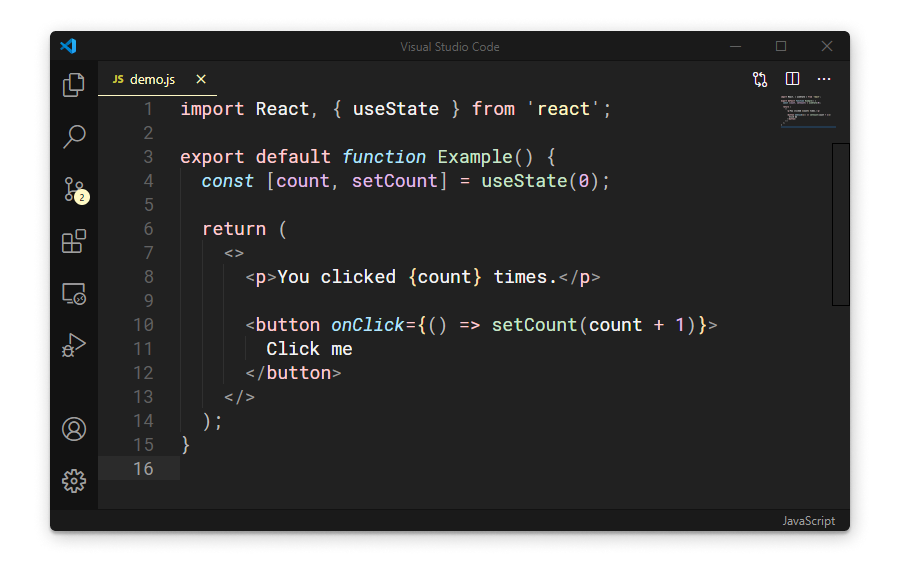 Visual Studio Code
JS demo.js
1 import React, { useState } from 'react';
2
3 export default function Example() {
4 const [count, setCount] = useState(0);
5
6 return (
7 <>
8 <p>You clicked {count} times.</p>
9
10 <button onClick={() => setCount(count + 1)}>
11 Click me
12 </button>
13 </>
14 );
15 }
16
2
JavaScript